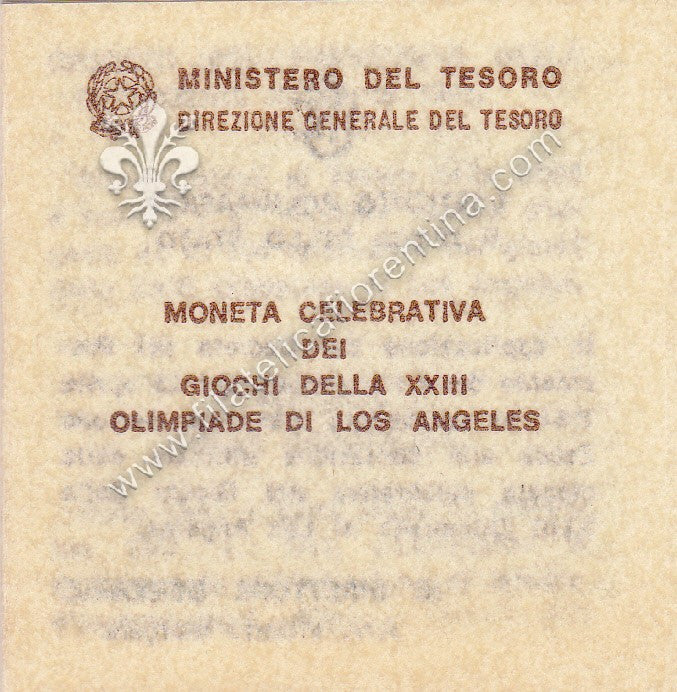 MINISTERO DEL TESORO
DIREZIONE GENERALE DEL TESORO
MONETA CELEBRATIVA
DEI
GIOCHI DELLA XXIII
OLIMPIADE DI LOS ANGELES
www.filatelicafiorentina.com